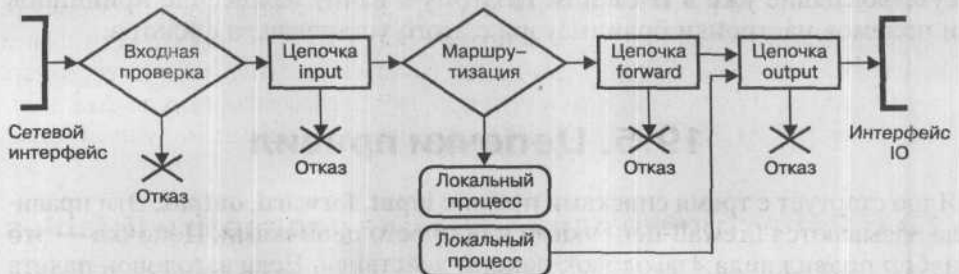 Входная
проверка
Цепочка
input
Маршру-
тизация
Цепочка
forward
Цепочка
output
Сетевой
интерфейс
Интерфейс
IO
Отказ
Отказ
Отказ
Отказ
Локальный
процесс
Локальный
процесс